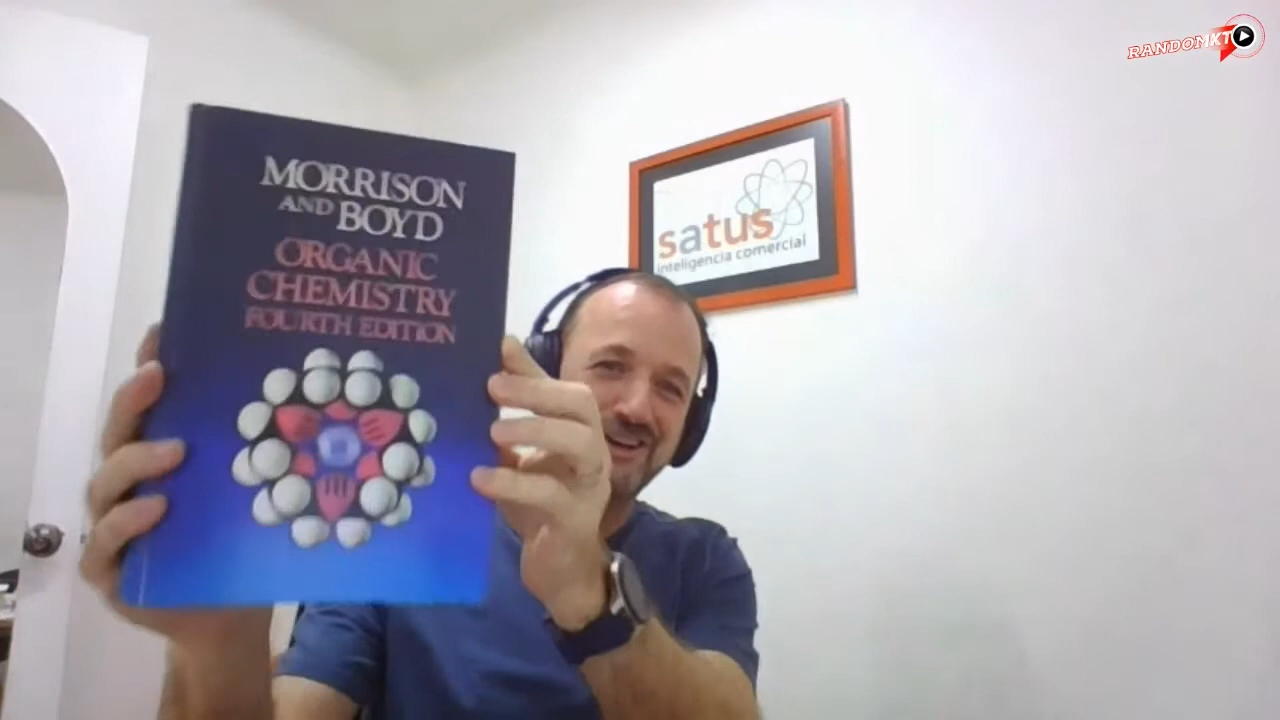 MORRISON
AND BOYD
ORGANIC
CHEMISTRY
FOURTH EDITION
satus
inteligencia comercial
RANDOMKT